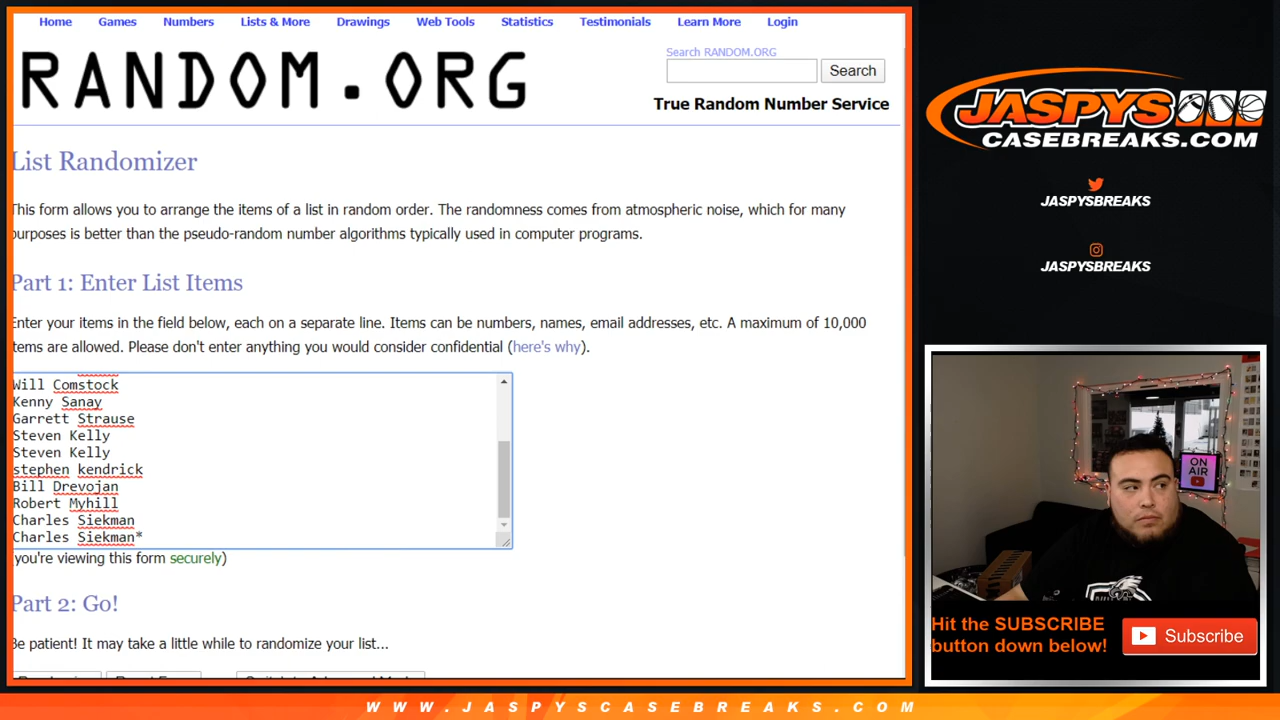 Home Games Numbers Lists & More Drawings Web Tools Statistics Testimonials Learn More Login
RANDOM.ORG
Search RANDOM.ORG
Search
True Random Number Service
List Randomizer
This form allows you to arrange the items of a list in random order. The randomness comes from atmospheric noise, which for many
purposes is better than the pseudo-random number algorithms typically used in computer programs.
Part 1: Enter List Items
Enter your items in the field below, each on a separate line. Items can be numbers, names, email addresses, etc. A maximum of 10,000
items are allowed. Please don't enter anything you would consider confidential (here's why).
Will Comstock
Kenny Sanay
Garrett Strause
Steven Kelly
Steven Kelly
stephen kendrick
Bill Drevojan
Robert Myhill
Charles Siekman
Charles Siekman*
you're viewing this form securely)
Part 2: Go!
Be patient! It may take a little while to randomize your list...
JASPYS
CASEBREAKS.COM
JASPYSBREAKS
JASPYSBREAKS
ON
AIR
Hit the SUBSCRIBE
button down below!
Subscribe
WWW.JASPYSCASEBREAKS.COM